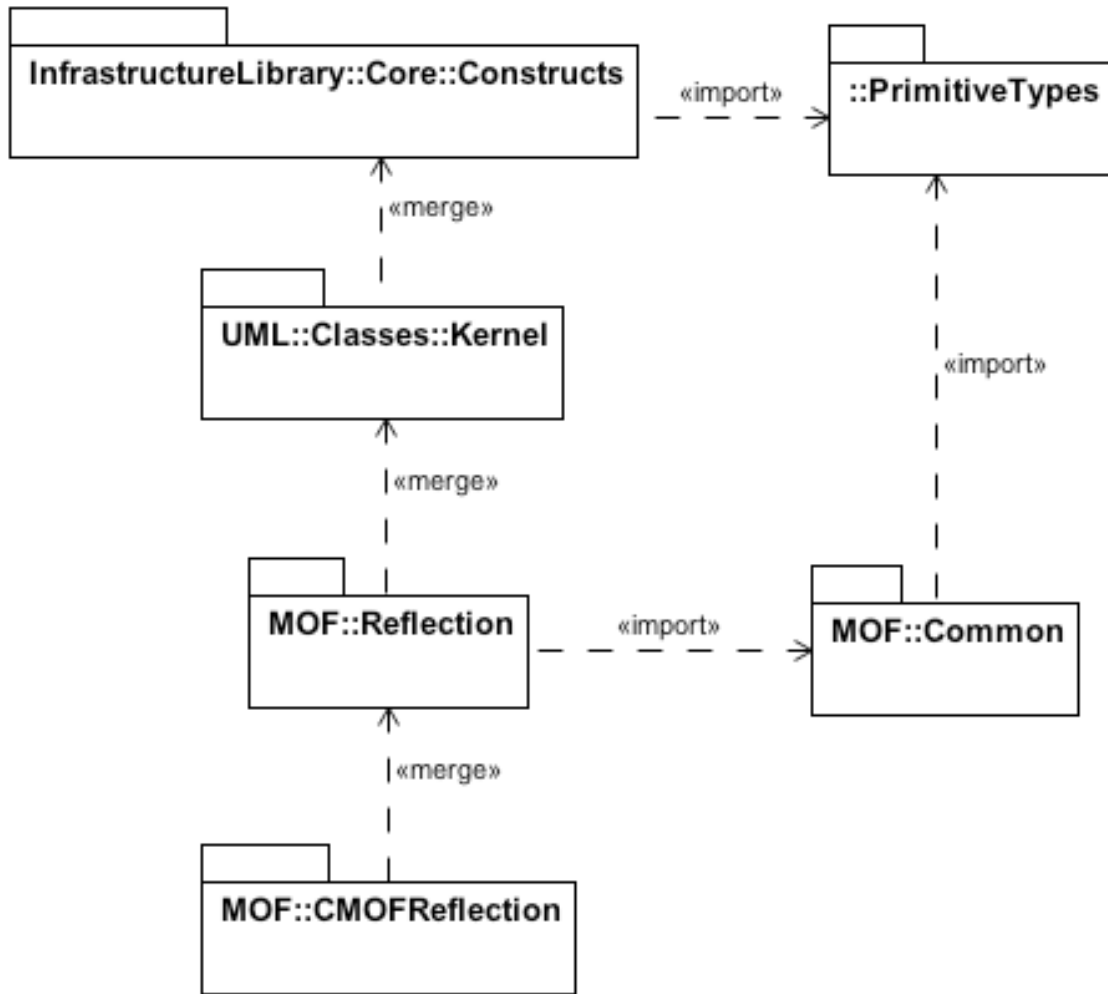 InfrastructureLibrary::Core::Constructs
«import»
::PrimitiveTypes
«merge»
UML::Classes::Kernel
«import»
«merge»
MOF::Reflection
«import»
MOF::Common
«merge»
MOF::CMOFReflection